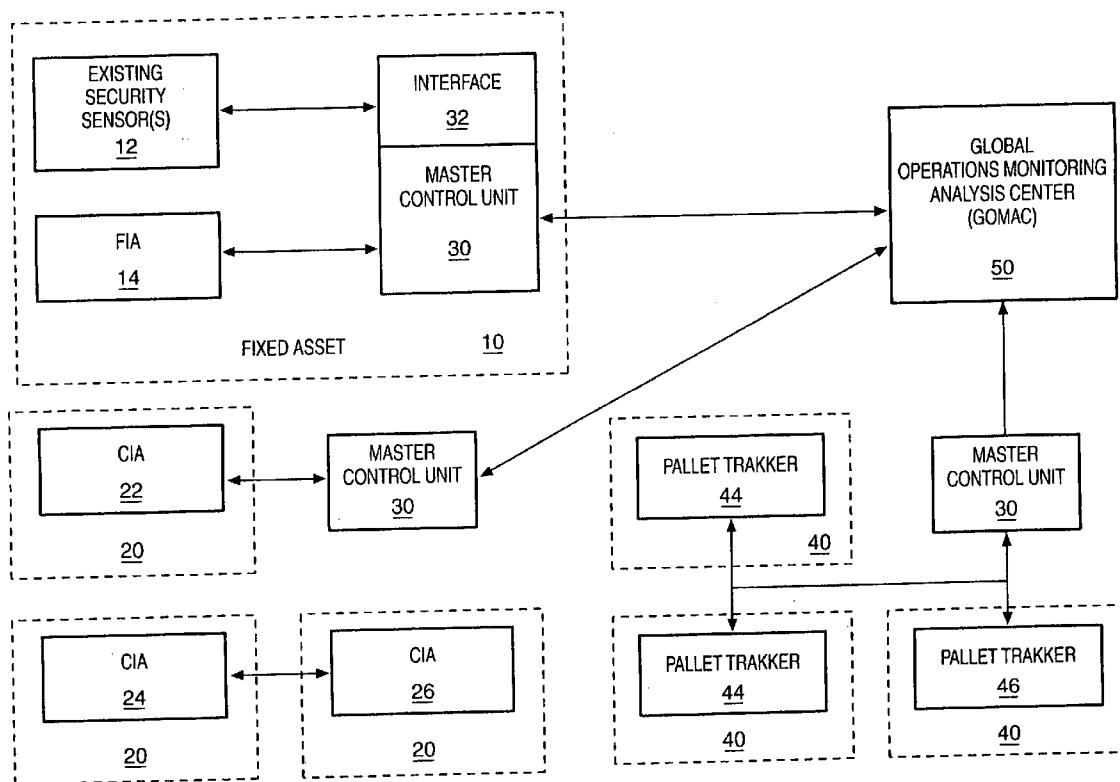 EXISTING
SECURITY
SENSOR(S)
12
INTERFACE
32
MASTER
CONTROL UNIT
30
FIA
14
FIXED ASSET
10
GLOBAL
OPERATIONS MONITORING
ANALYSIS CENTER
(GOMAC)
50
CIA
22
20
MASTER
CONTROL UNIT
30
PALLET TRAKKER
44
40
MASTER
CONTROL UNIT
30
CIA
24
20
CIA
26
20
PALLET TRAKKER
44
40
PALLET TRAKKER
46
40